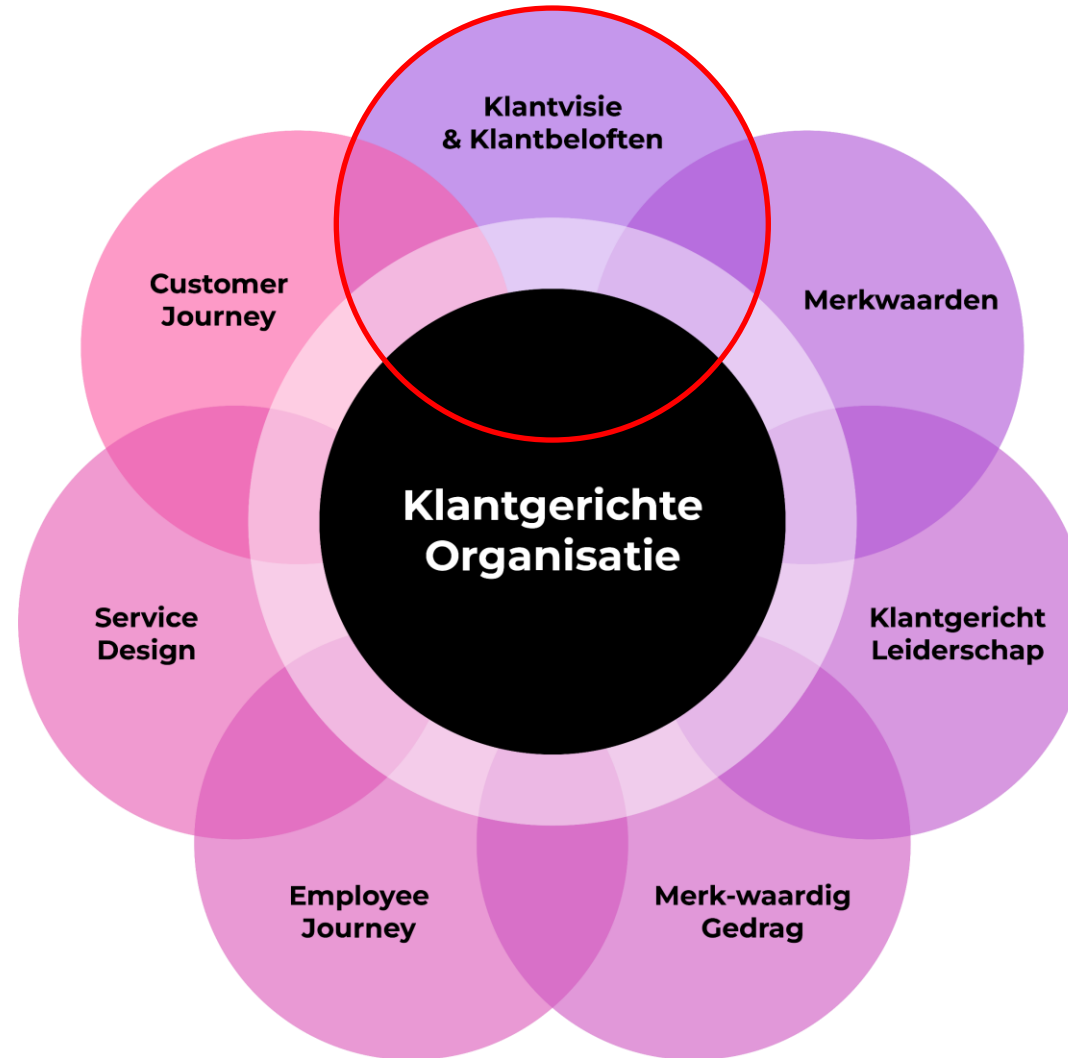 Klantvisie
& Klantbeloften
Customer
Journey
Merkwaarden
Klantgerichte
Organisatie
Service
Design
Klantgericht
Leiderschap
Employee
Journey
Merk-waardig
Gedrag